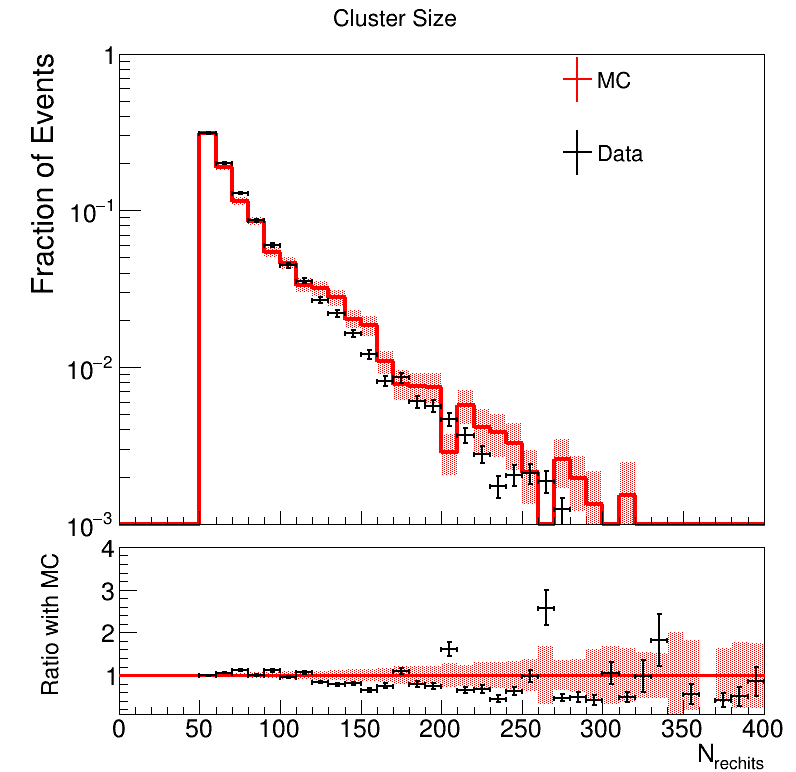 Cluster Size
Fraction of Events
1
10⁻¹
10⁻²
10⁻³
MC
Data
Ratio with MC
4
3
2
1
0 50 100 150 200 250 300 350 400
N_rechits